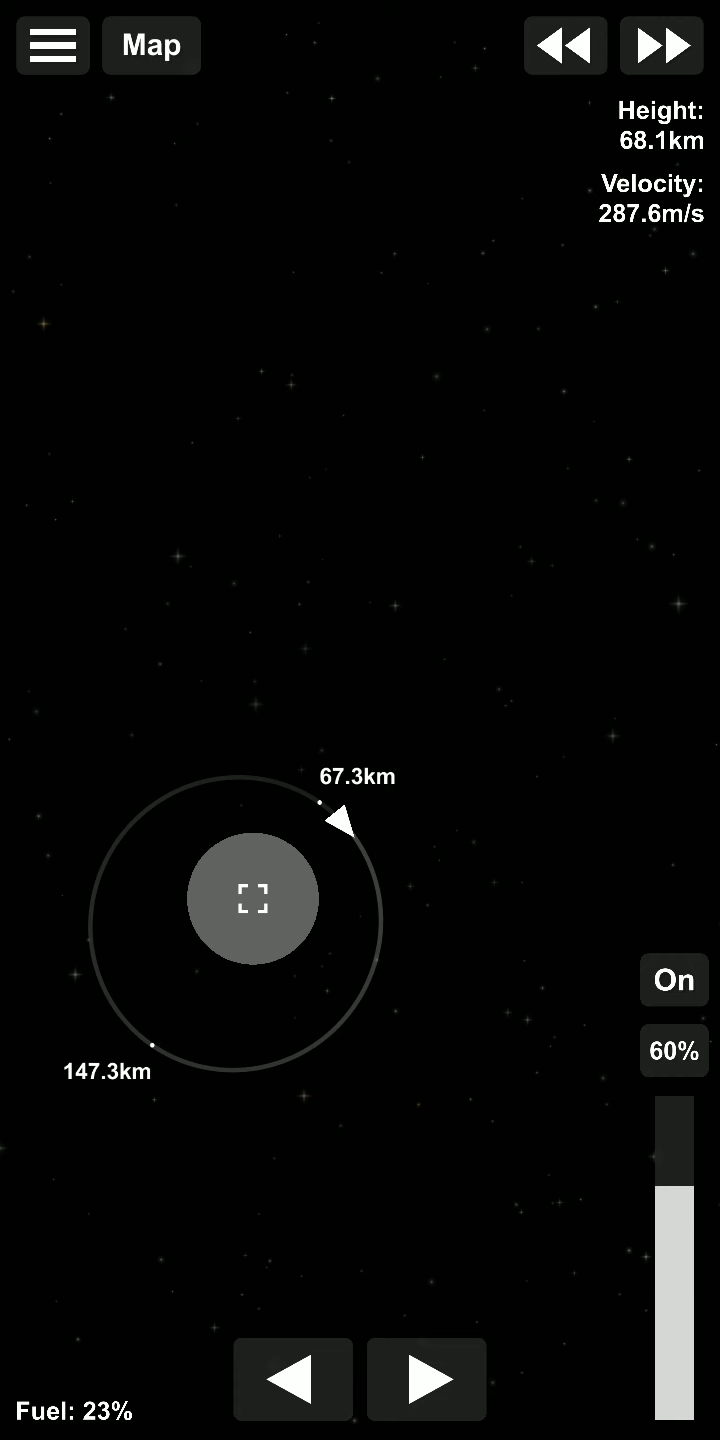 Map
Height:
68.1km
Velocity:
287.6m/s
67.3km
147.3km
On
60%
Fuel: 23%